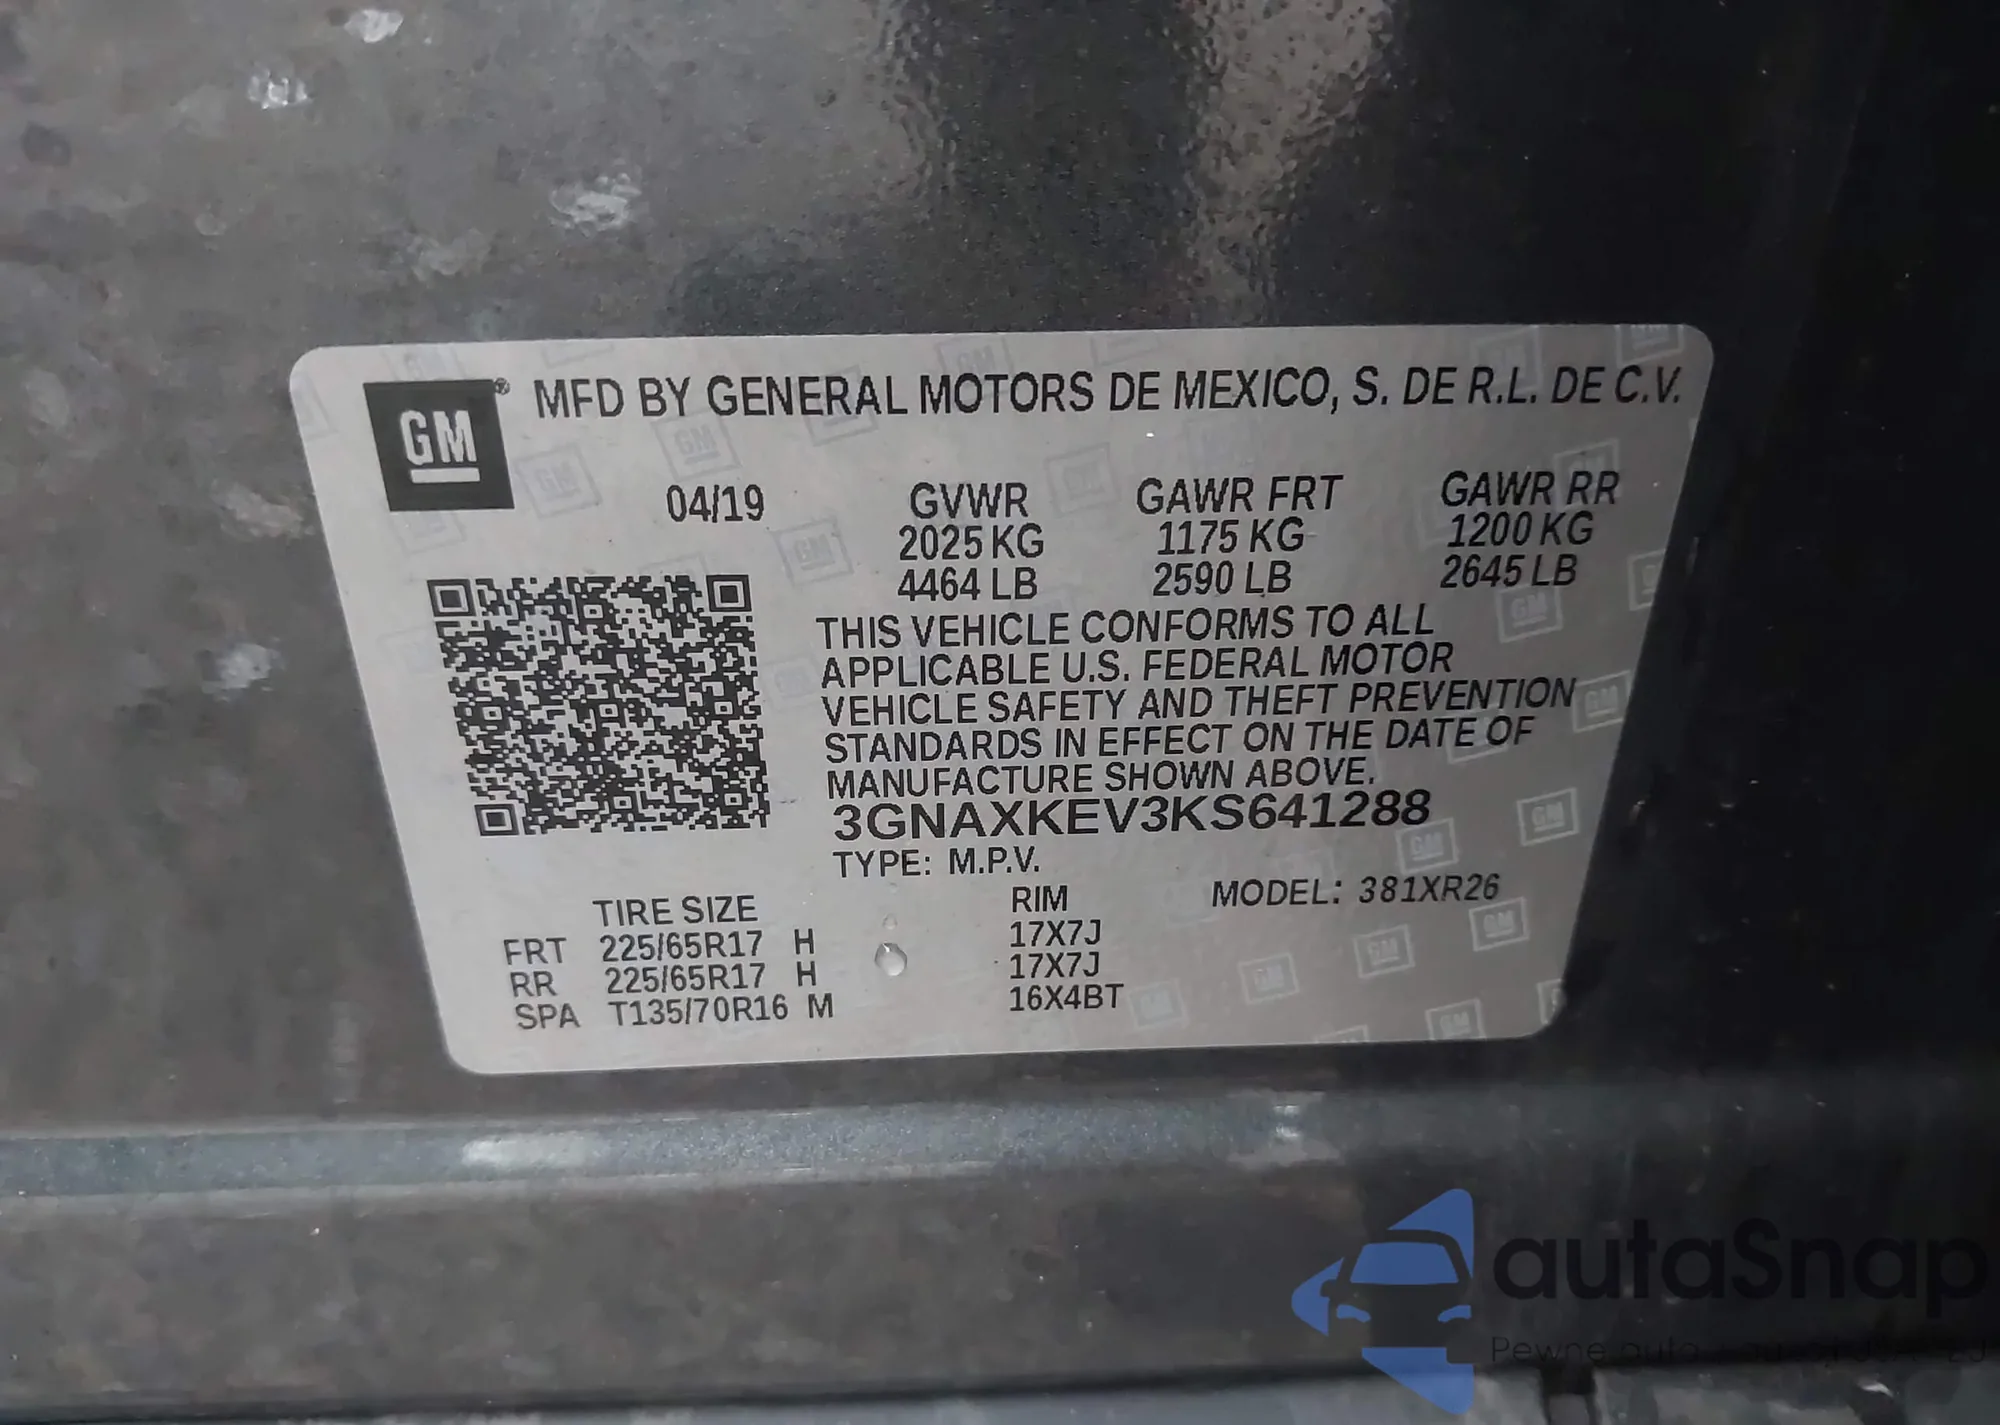 GM ® MFD BY GENERAL MOTORS DE MEXICO, S. DE R.L. DE C.V.
04/19 GVWR GAWR FRT GAWR RR
2025 KG 1175 KG 1200 KG
4464 LB 2590 LB 2645 LB
THIS VEHICLE CONFORMS TO ALL
APPLICABLE U.S. FEDERAL MOTOR
VEHICLE SAFETY AND THEFT PREVENTION
STANDARDS IN EFFECT ON THE DATE OF
MANUFACTURE SHOWN ABOVE.
3GNAXKEV3KS641288
TYPE: M.P.V.
TIRE SIZE RIM MODEL: 381XR26
FRT 225/65R17 H 17X7J
RR 225/65R17 H 17X7J
SPA T135/70R16 M 16X4BT
autaSnap
Pewne auto